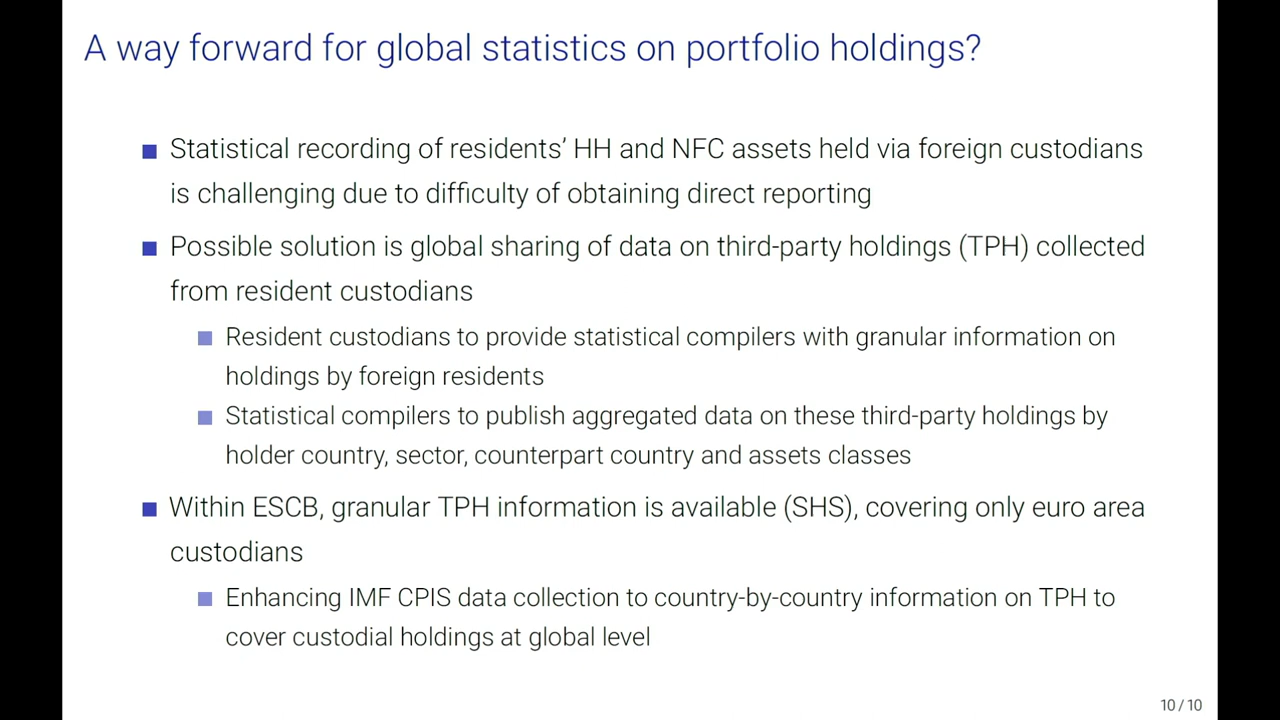 A way forward for global statistics on portfolio holdings?
Statistical recording of residents’ HH and NFC assets held via foreign custodians
is challenging due to difficulty of obtaining direct reporting
Possible solution is global sharing of data on third-party holdings (TPH) collected
from resident custodians
Resident custodians to provide statistical compilers with granular information on
holdings by foreign residents
Statistical compilers to publish aggregated data on these third-party holdings by
holder country, sector, counterpart country and assets classes
Within ESCB, granular TPH information is available (SHS), covering only euro area
custodians
Enhancing IMF CPIS data collection to country-by-country information on TPH to
cover custodial holdings at global level
10 / 10